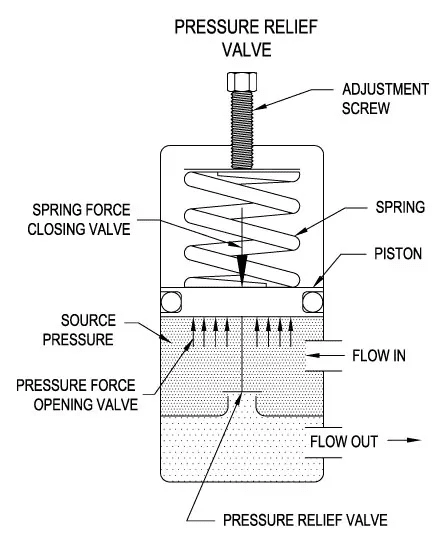 PRESSURE RELIEF
VALVE
ADJUSTMENT
SCREW
SPRING FORCE
CLOSING VALVE
SPRING
PISTON
SOURCE
PRESSURE
FLOW IN
PRESSURE FORCE
OPENING VALVE
FLOW OUT
PRESSURE RELIEF VALVE